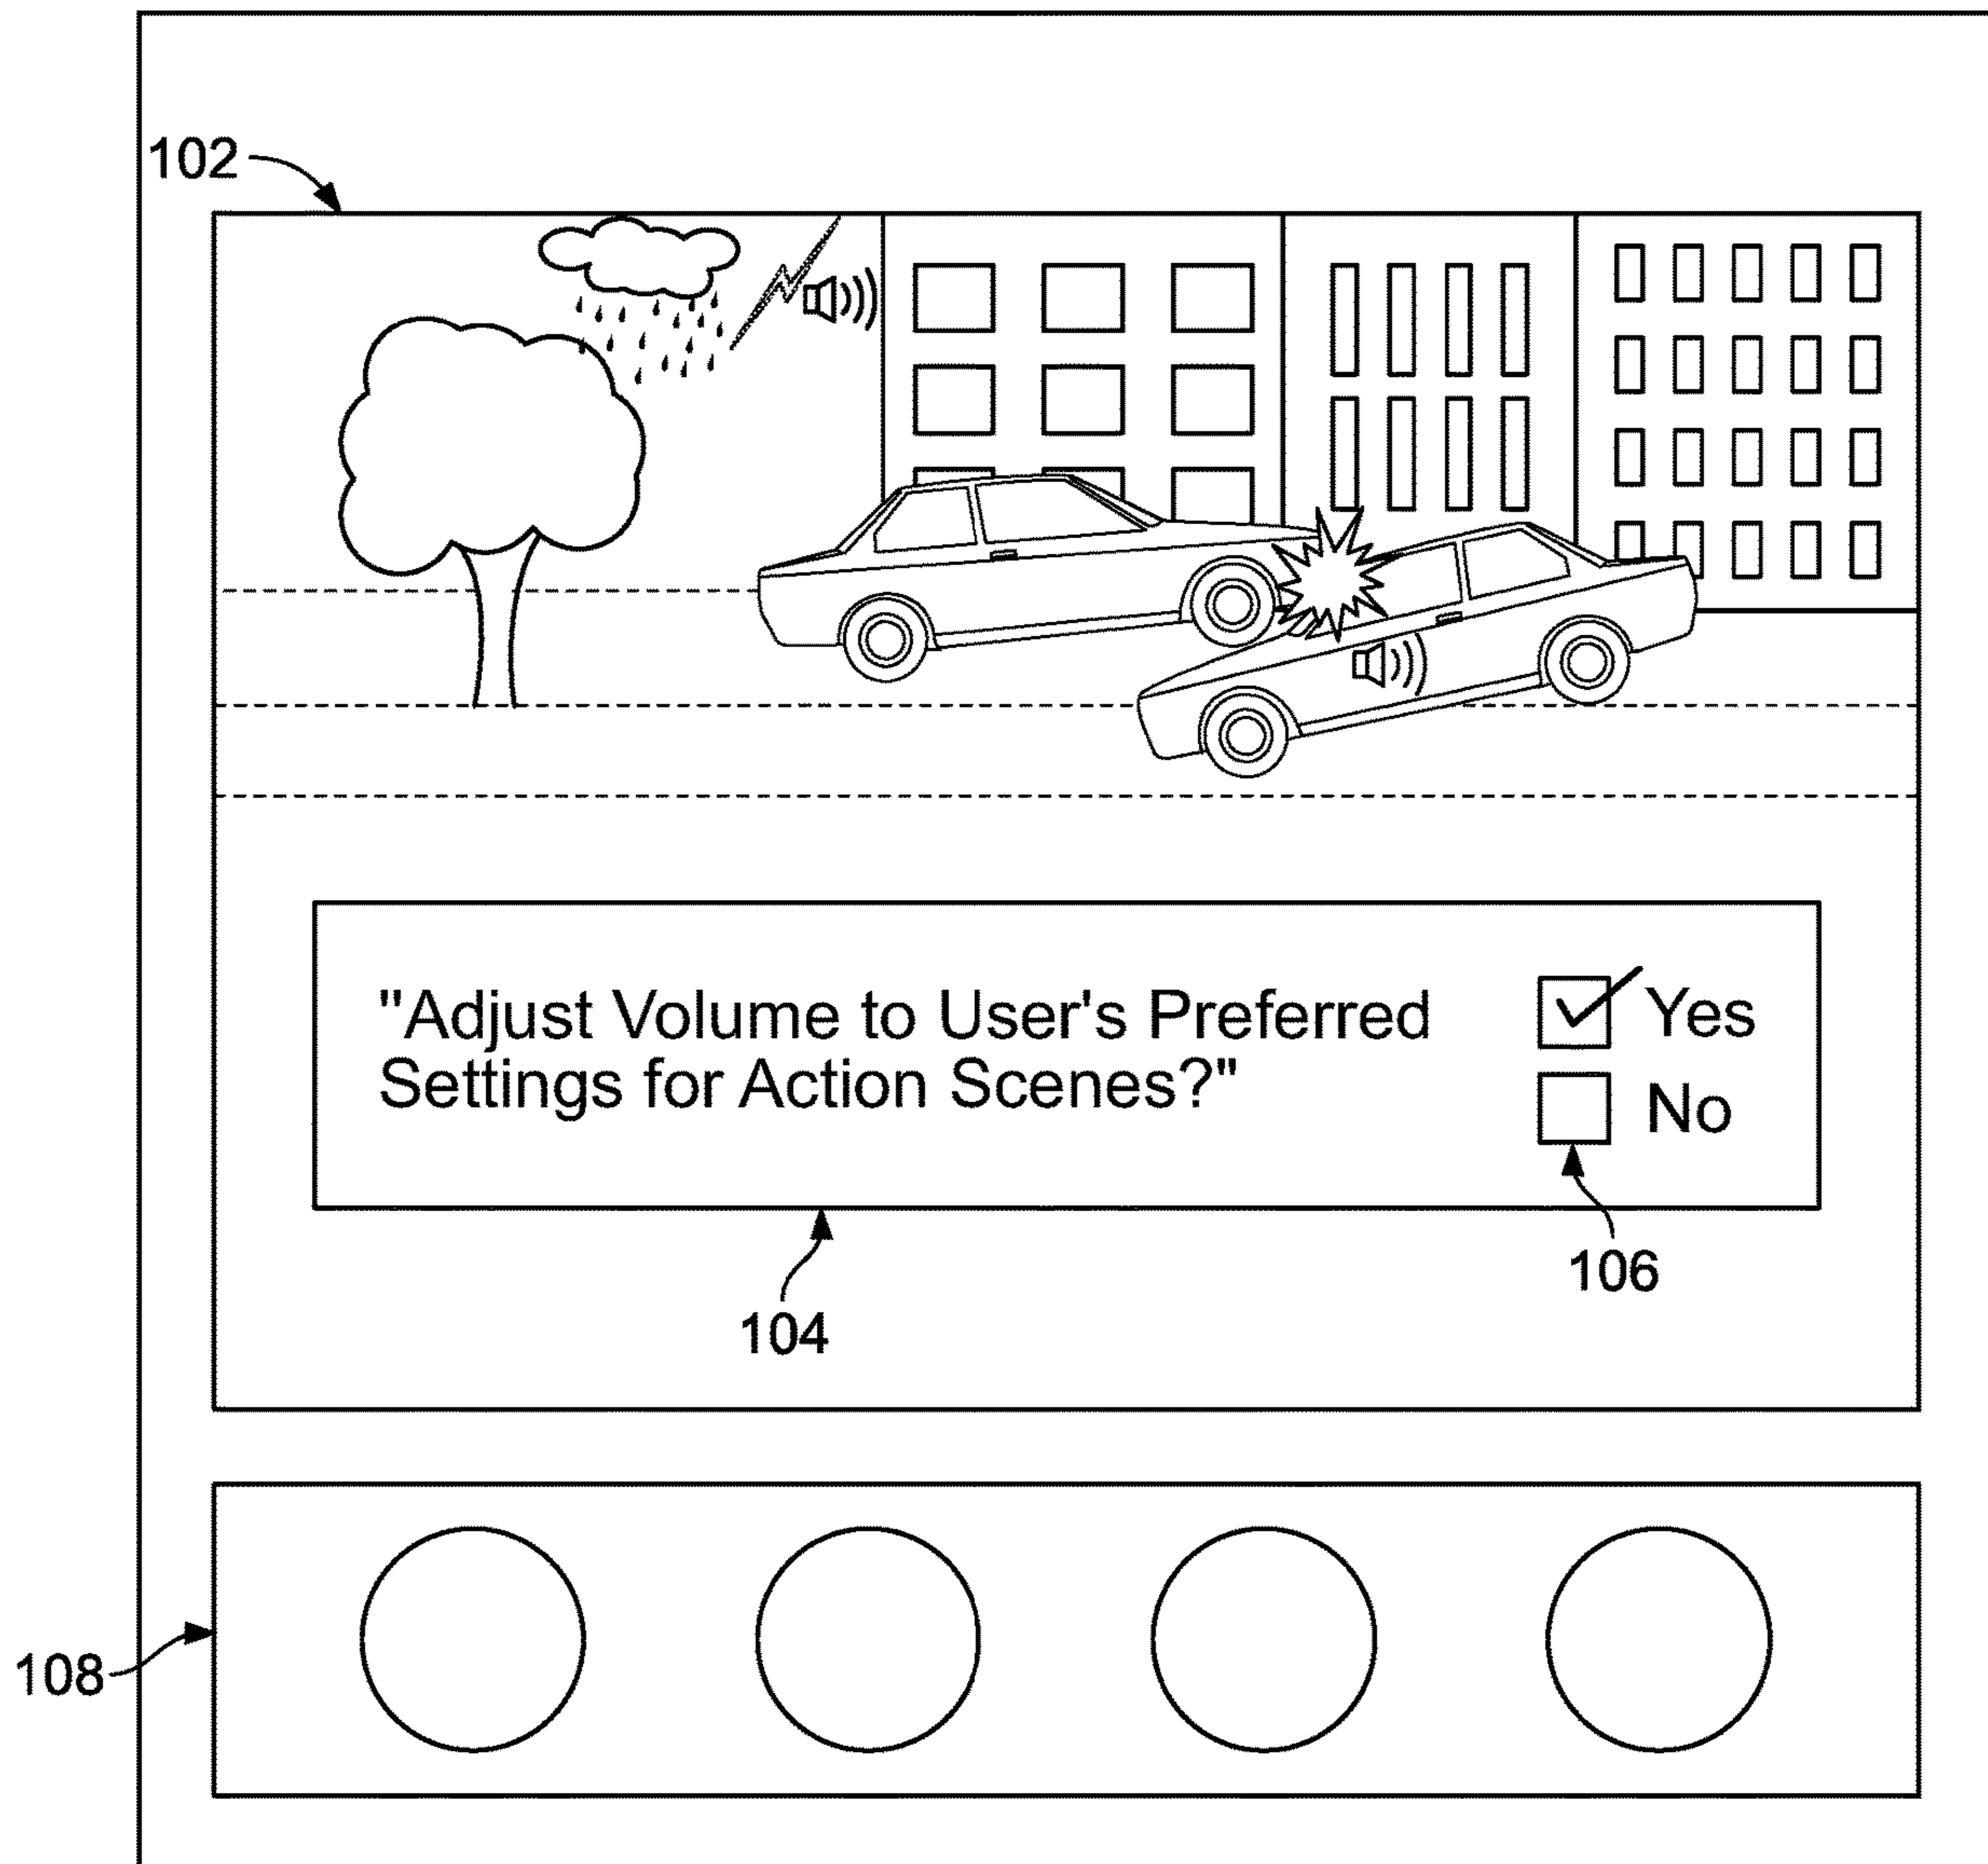 102
"Adjust Volume to User's Preferred
Settings for Action Scenes?"
Yes
No
106
104
108